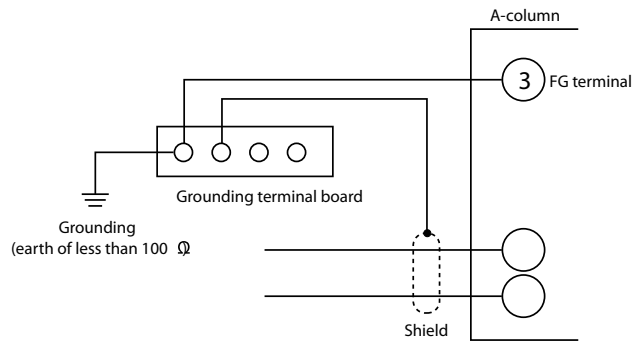 A-column
3
FG terminal
Grounding terminal board
Grounding
(earth of less than 100 Ω)
Shield